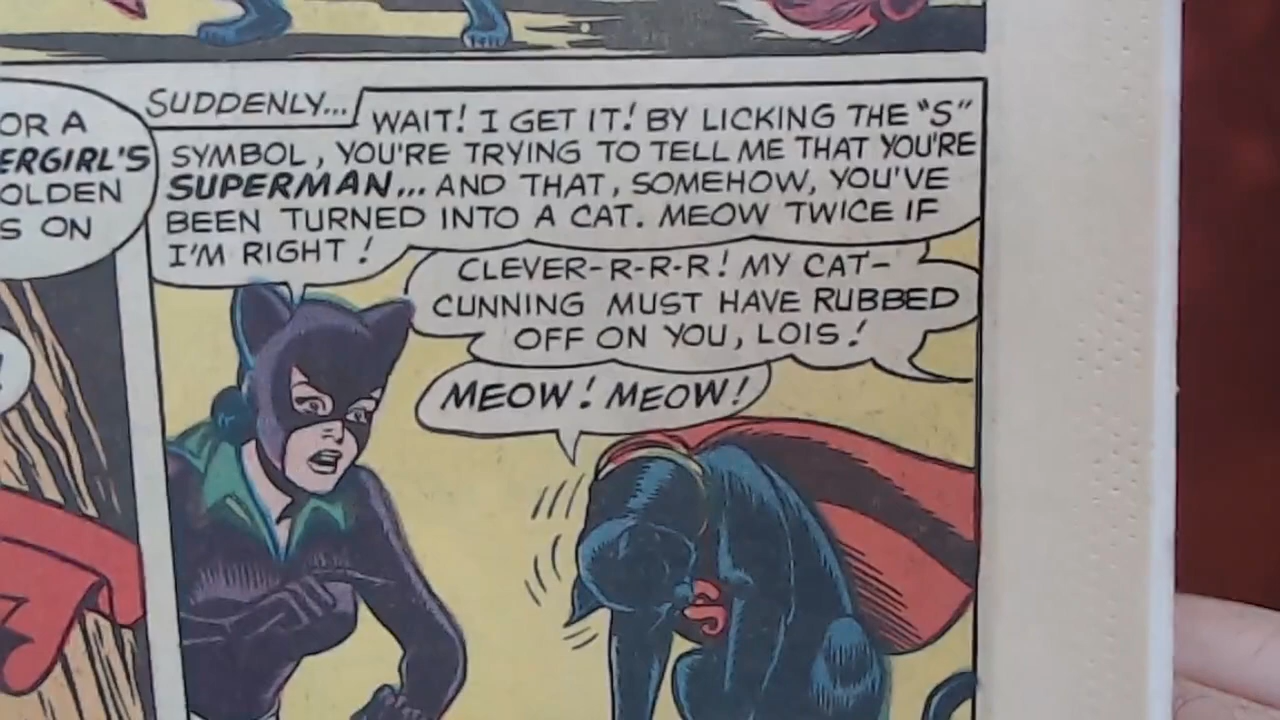 OR A
ERGIRL'S
OLDEN
S ON
!
SUDDENLY...
WAIT! I GET IT! BY LICKING THE "S"
SYMBOL, YOU'RE TRYING TO TELL ME THAT YOU'RE
SUPERMAN... AND THAT, SOMEHOW, YOU'VE
BEEN TURNED INTO A CAT. MEOW TWICE IF
I'M RIGHT!
CLEVER-R-R-R! MY CAT-
CUNNING MUST HAVE RUBBED
OFF ON YOU, LOIS!
MEOW! MEOW!